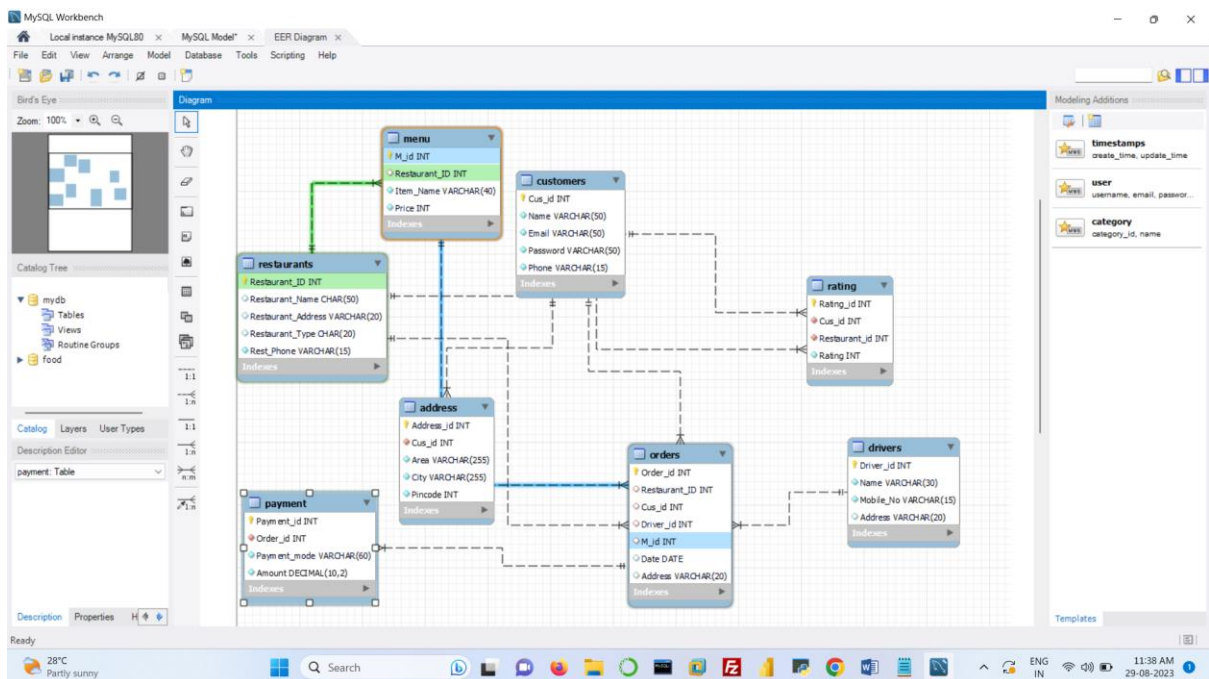 MySQL Workbench
Local instance MySQL80 × MySQL Model* × EER Diagram ×
File Edit View Arrange Model Database Tools Scripting Help
Bird's Eye
Zoom: 100%
Catalog Tree
mydb
Tables
Views
Routine Groups
food
Catalog Layers User Types
Description Editor
payment: Table
Description Properties H
Diagram
1:1
1:n
1:1
1:n
n:m
1:n
menu
M_id INT
Restaurant_ID INT
Item_Name VARCHAR(40)
Price INT
Indexes
customers
Cus_id INT
Name VARCHAR(50)
Email VARCHAR(50)
Password VARCHAR(50)
Phone VARCHAR(15)
Indexes
restaurants
Restaurant_ID INT
Restaurant_Name CHAR(50)
Restaurant_Address VARCHAR(20)
Restaurant_Type CHAR(20)
Rest_Phone VARCHAR(15)
Indexes
rating
Rating_id INT
Cus_id INT
Restaurant_id INT
Rating INT
Indexes
address
Address_id INT
Cus_id INT
Area VARCHAR(255)
City VARCHAR(255)
Pincode INT
Indexes
orders
Order_id INT
Restaurant_ID INT
Cus_id INT
Driver_id INT
M_id INT
Date DATE
Address VARCHAR(20)
Indexes
drivers
Driver_id INT
Name VARCHAR(30)
Mobile_No VARCHAR(15)
Address VARCHAR(20)
Indexes
payment
Payment_id INT
Order_id INT
Payment_mode VARCHAR(60)
Amount DECIMAL(10,2)
Indexes
Modeling Additions
timestamps
create_time, update_time
user
username, email, passwor...
category
category_id, name
Templates
Ready
28°C
Partly sunny
Search
ENG
IN
11:38 AM
29-08-2023